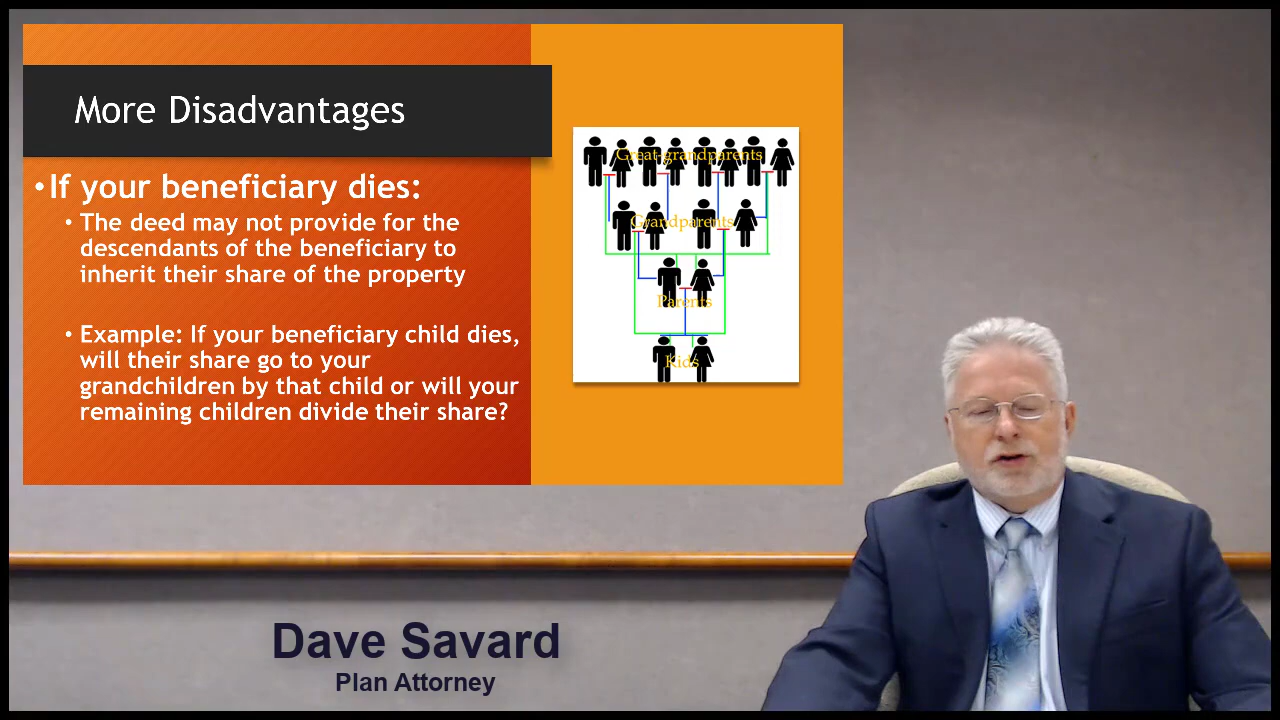 More Disadvantages
•If your beneficiary dies:
• The deed may not provide for the
descendants of the beneficiary to
inherit their share of the property
• Example: If your beneficiary child dies,
will their share go to your
grandchildren by that child or will your
remaining children divide their share?
Great-grandparents
Grandparents
Parents
Kids
Dave Savard
Plan Attorney